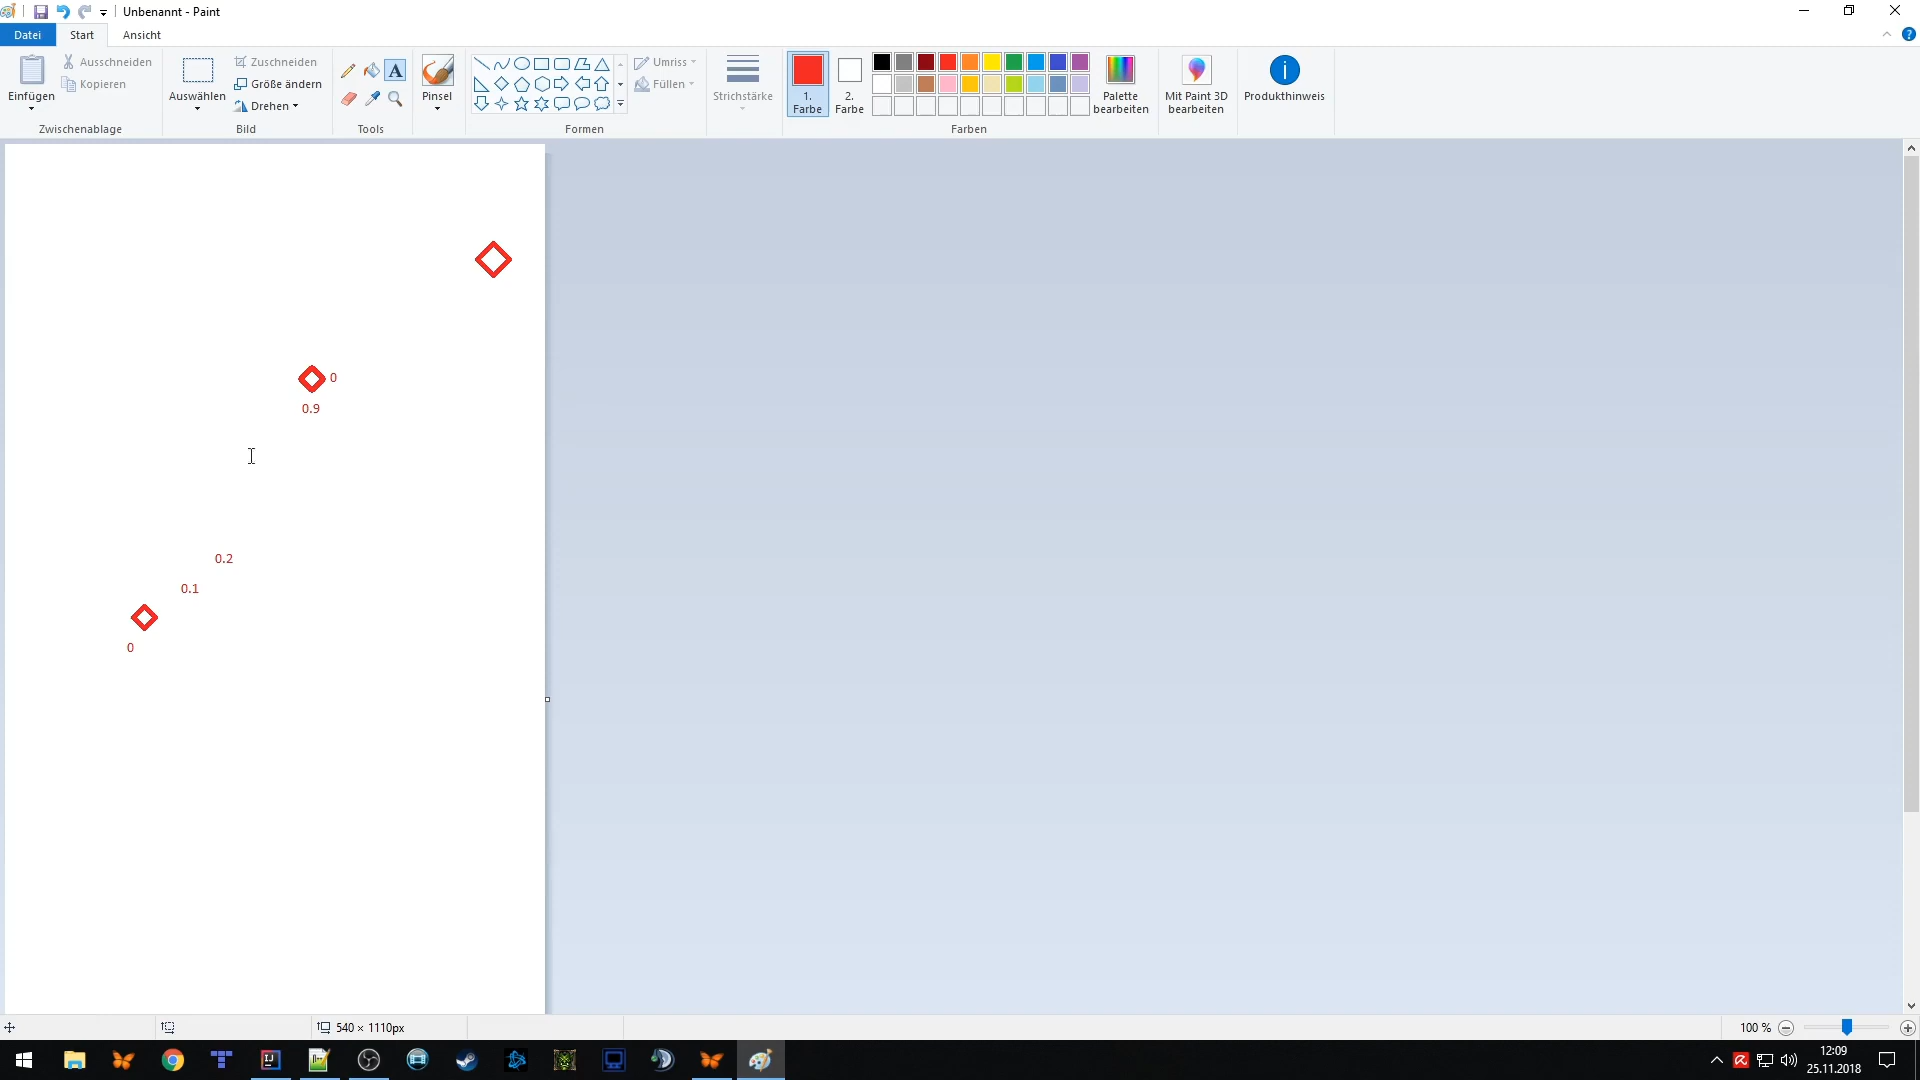 Unbenannt - Paint
Datei Start Ansicht
Einfügen
Ausschneiden
Kopieren
Zwischenablage
Auswählen
Zuschneiden
Größe ändern
Drehen
Bild
A
Tools
Pinsel
Formen
Umriss
Füllen
Strichstärke
1.
Farbe
2.
Farbe
Farben
Palette
bearbeiten
Mit Paint 3D
bearbeiten
Produkthinweis
0
0.9
0.2
0.1
0
540 × 1110px
100 %
12:09
25.11.2018